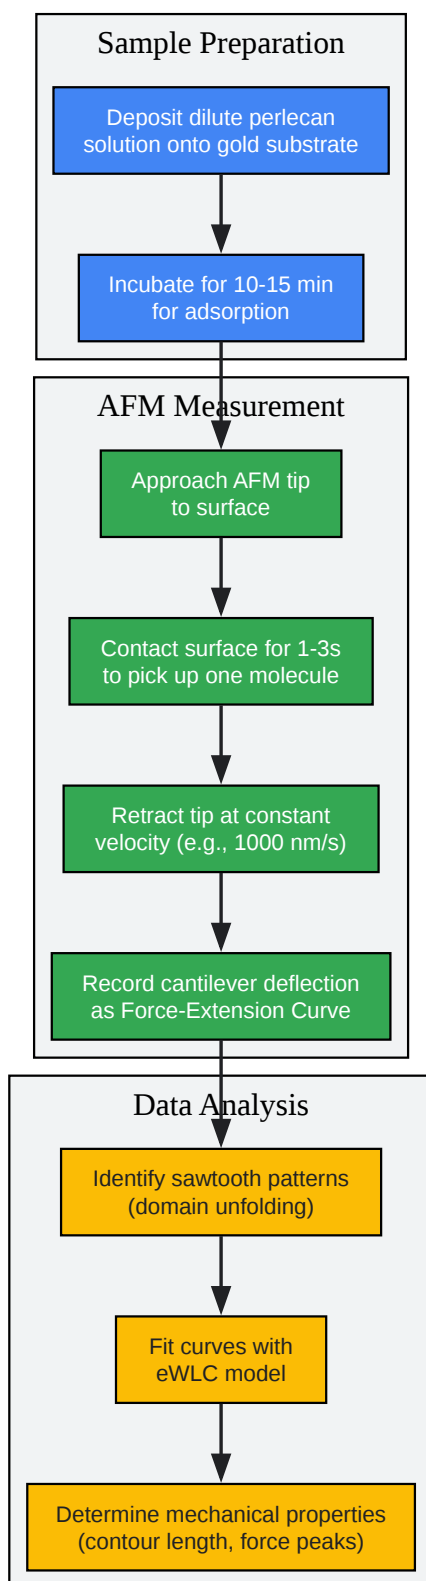 Sample Preparation
Deposit dilute perlecan
solution onto gold substrate
Incubate for 10-15 min
for adsorption
AFM Measurement
Approach AFM tip
to surface
Contact surface for 1-3s
to pick up one molecule
Retract tip at constant
velocity (e.g., 1000 nm/s)
Record cantilever deflection
as Force-Extension Curve
Data Analysis
Identify sawtooth patterns
(domain unfolding)
Fit curves with
eWLC model
Determine mechanical properties
(contour length, force peaks)